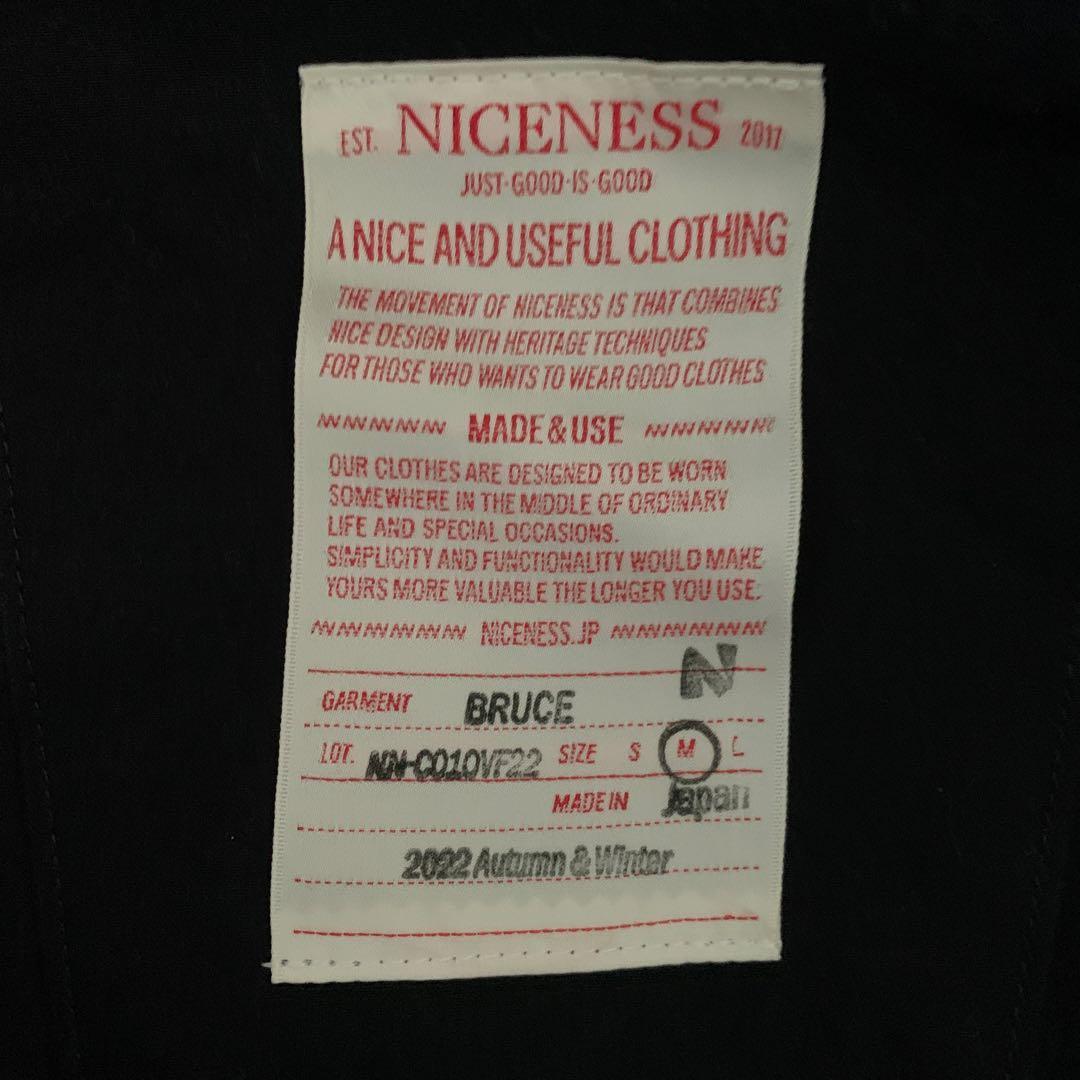 EST. NICENESS 2017
JUST·GOOD·IS·GOOD
A NICE AND USEFUL CLOTHING
THE MOVEMENT OF NICENESS IS THAT COMBINES
NICE DESIGN WITH HERITAGE TECHNIQUES
FOR THOSE WHO WANTS TO WEAR GOOD CLOTHES
MADE & USE
OUR CLOTHES ARE DESIGNED TO BE WORN
SOMEWHERE IN THE MIDDLE OF ORDINARY
LIFE AND SPECIAL OCCASIONS.
SIMPLICITY AND FUNCTIONALITY WOULD MAKE
YOURS MORE VALUABLE THE LONGER YOU USE.
NICENESS.JP
N
GARMENT BRUCE
LOT. NN-C010VF22 SIZE S M L
MADE IN Japan
2022 Autumn & Winter